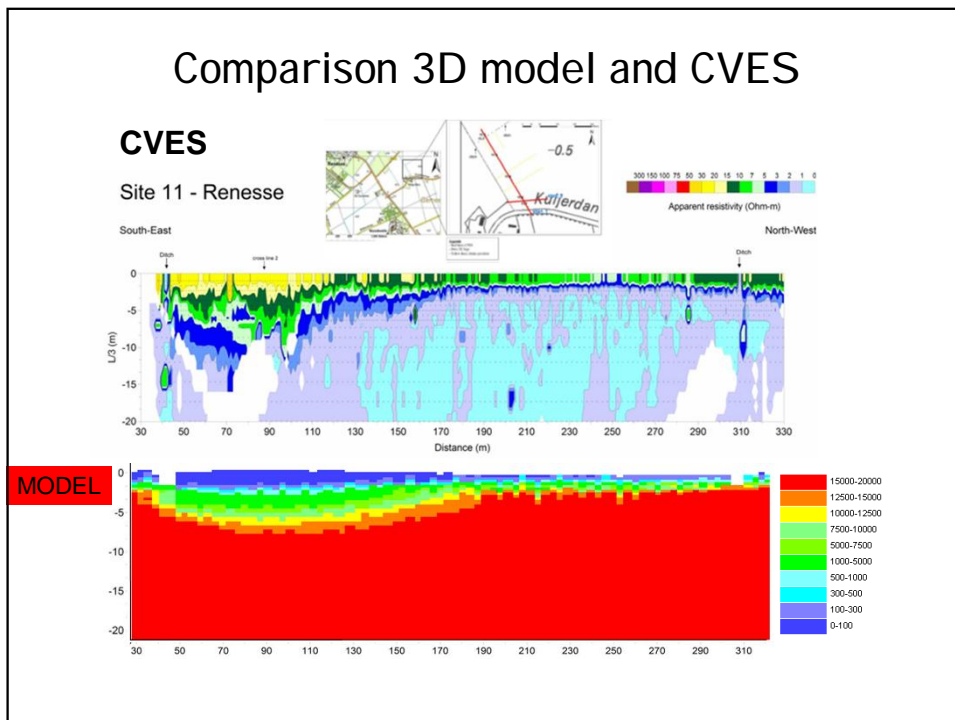 Comparison 3D model and CVES
CVES
Site 11 - Renesse
-0.5
Kuijerdan
300 150 100 75 50 30 20 15 10 7 5 3 2 1 0
Apparent resistivity (Ohm-m)
South-East
North-West
Ditch
cross line 2
Ditch
0
-5
-10
-15
-20
L/3 (m)
30 50 70 90 110 130 150 170 190 210 230 250 270 290 310 330
Distance (m)
MODEL
0
-5
-10
-15
-20
30 50 70 90 110 130 150 170 190 210 230 250 270 290 310
15000-20000
12500-15000
10000-12500
7500-10000
5000-7500
1000-5000
500-1000
300-500
100-300
0-100